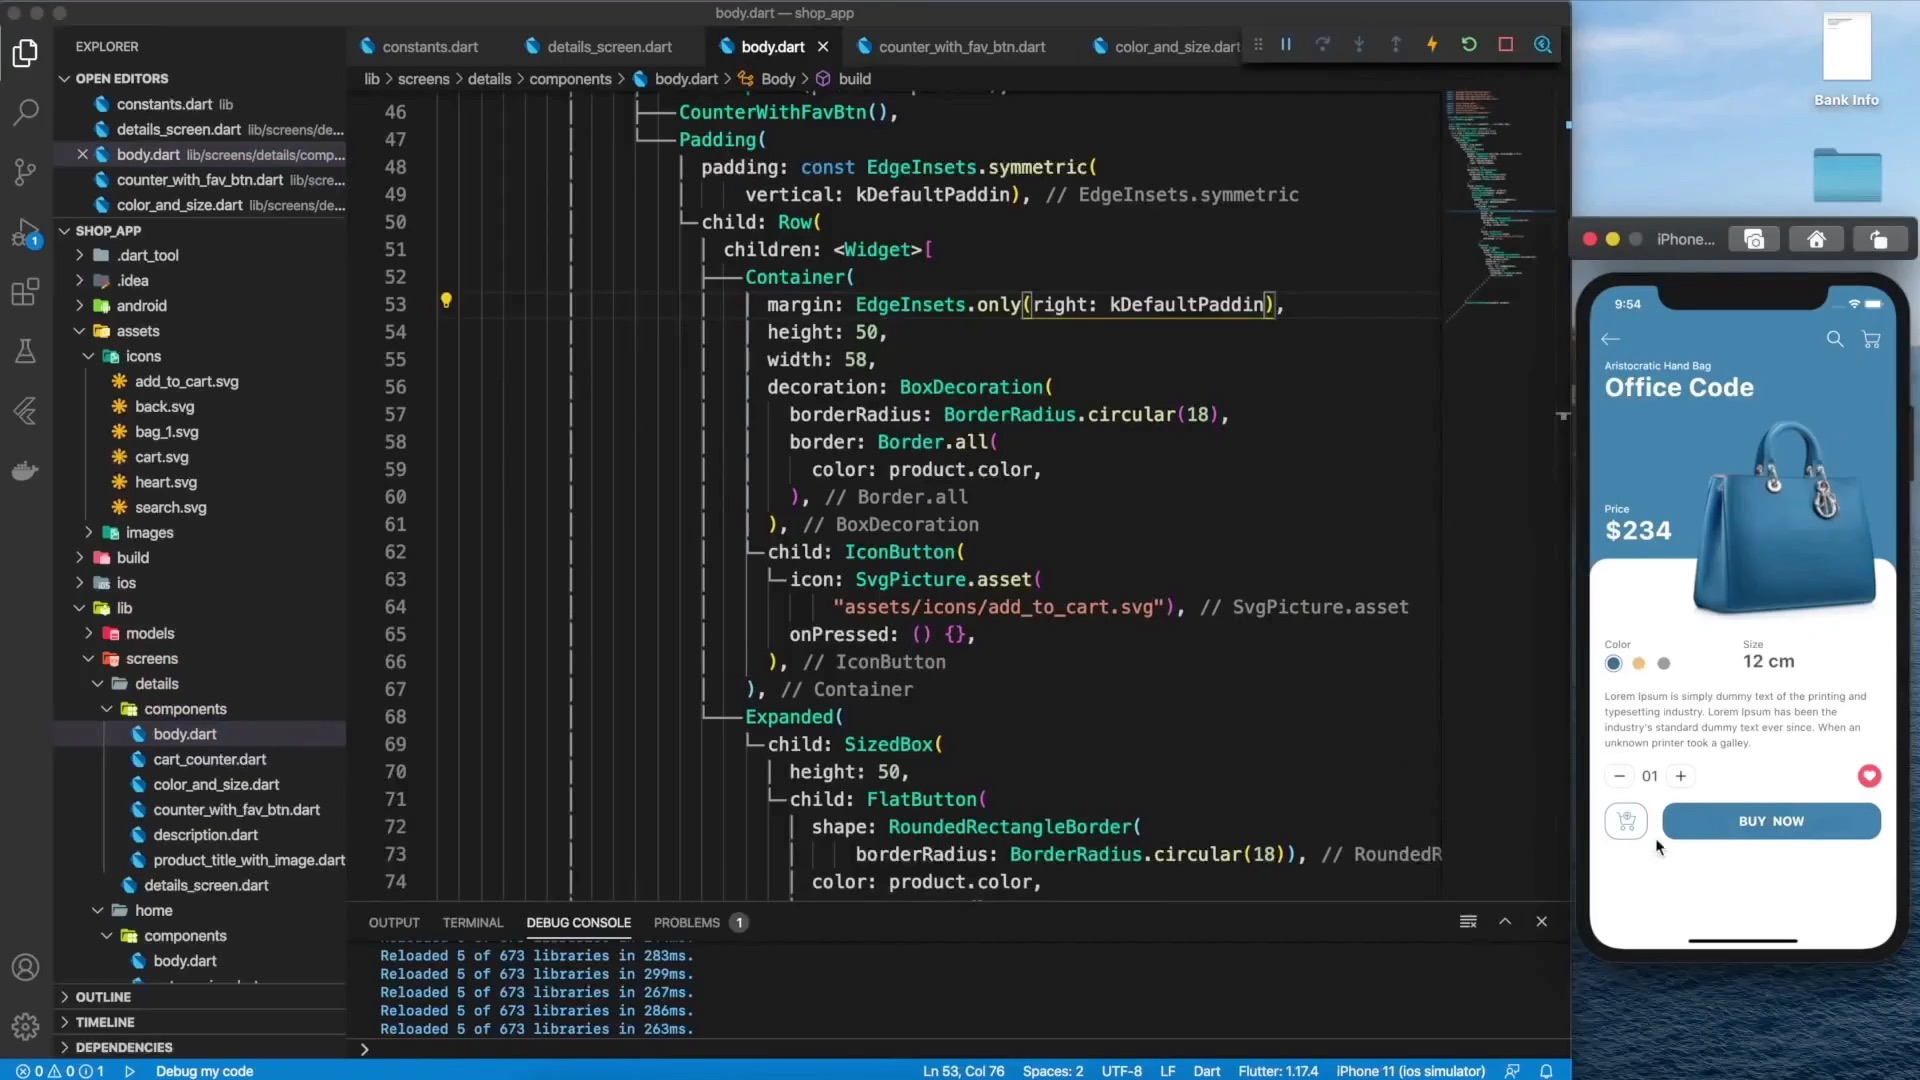 body.dart — shop_app
EXPLORER
OPEN EDITORS
constants.dart lib
details_screen.dart lib/screens/de...
body.dart lib/screens/details/comp...
counter_with_fav_btn.dart lib/scre...
color_and_size.dart lib/screens/de...
SHOP_APP
.dart_tool
.idea
android
assets
icons
add_to_cart.svg
back.svg
bag_1.svg
cart.svg
heart.svg
search.svg
images
build
ios
lib
models
screens
details
components
body.dart
cart_counter.dart
color_and_size.dart
counter_with_fav_btn.dart
description.dart
product_title_with_image.dart
details_screen.dart
home
components
body.dart
OUTLINE
TIMELINE
DEPENDENCIES
1
constants.dart details_screen.dart body.dart counter_with_fav_btn.dart color_and_size.dart
lib > screens > details > components > body.dart > Body > build
46 CounterWithFavBtn(),
47 Padding(
48 padding: const EdgeInsets.symmetric(
49 vertical: kDefaultPaddin), // EdgeInsets.symmetric
50 child: Row(
51 children: <Widget>[
52 Container(
53 margin: EdgeInsets.only(right: kDefaultPaddin),
54 height: 50,
55 width: 58,
56 decoration: BoxDecoration(
57 borderRadius: BorderRadius.circular(18),
58 border: Border.all(
59 color: product.color,
60 ), // Border.all
61 ), // BoxDecoration
62 child: IconButton(
63 icon: SvgPicture.asset(
64 "assets/icons/add_to_cart.svg"), // SvgPicture.asset
65 onPressed: () {},
66 ), // IconButton
67 ), // Container
68 Expanded(
69 child: SizedBox(
70 height: 50,
71 child: FlatButton(
72 shape: RoundedRectangleBorder(
73 borderRadius: BorderRadius.circular(18)), // RoundedR
74 color: product.color,
OUTPUT TERMINAL DEBUG CONSOLE PROBLEMS 1
Reloaded 5 of 673 libraries in 283ms.
Reloaded 5 of 673 libraries in 299ms.
Reloaded 5 of 673 libraries in 267ms.
Reloaded 5 of 673 libraries in 286ms.
Reloaded 5 of 673 libraries in 263ms.
>
0 0 1 Debug my code Ln 53, Col 76 Spaces: 2 UTF-8 LF Dart Flutter: 1.17.4 iPhone 11 (ios simulator)
Bank Info
iPhone...
9:54
Aristocratic Hand Bag
Office Code
Price
$234
Color Size
12 cm
Lorem Ipsum is simply dummy text of the printing and
typesetting industry. Lorem Ipsum has been the
industry's standard dummy text ever since. When an
unknown printer took a galley.
− 01 +
BUY NOW